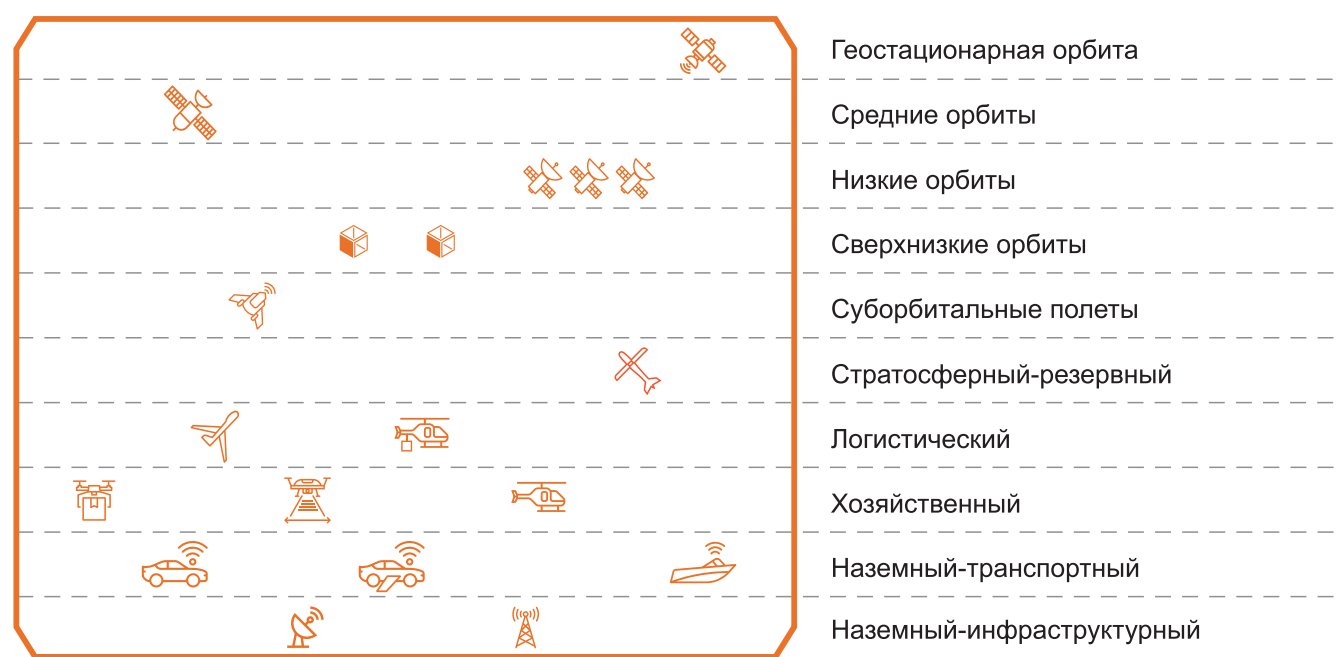 Геостационарная орбита
Средние орбиты
Низкие орбиты
Сверхнизкие орбиты
Суборбитальные полеты
Стратосферный-резервный
Логистический
Хозяйственный
Наземный-транспортный
Наземный-инфраструктурный